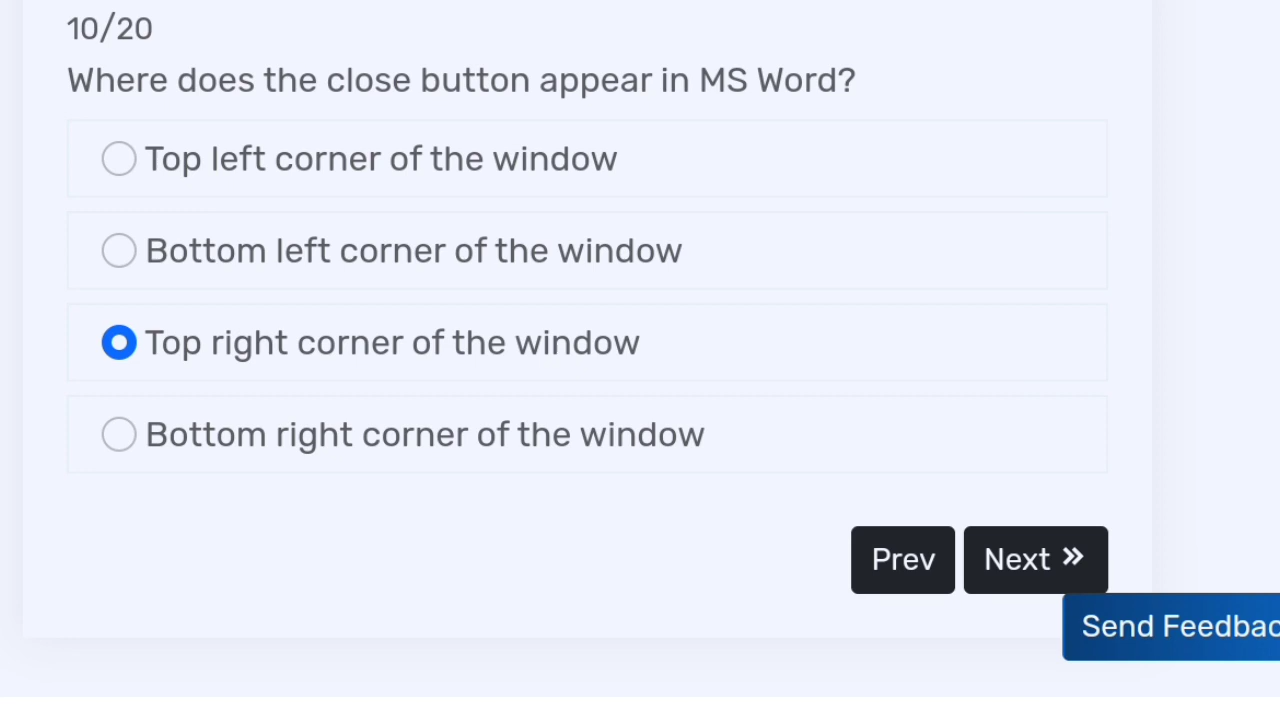 10/20
Where does the close button appear in MS Word?
Top left corner of the window
Bottom left corner of the window
Top right corner of the window
Bottom right corner of the window
Prev Next »
Send Feedbac